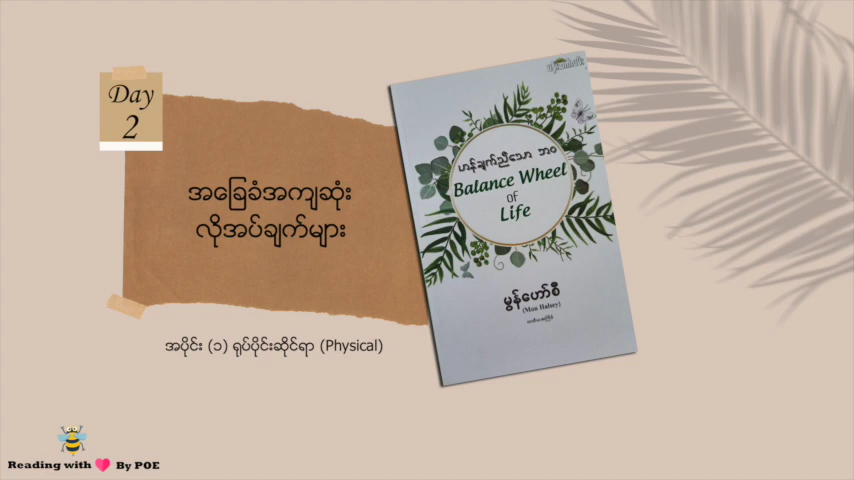 Day
2
အခြေခံအကျဆုံး
လိုအပ်ချက်များ
အပိုင်း (၁) ရုပ်ပိုင်းဆိုင်ရာ (Physical)
ဟန်ချက်ညီသော ဘဝ
Balance Wheel
OF
Life
မွန်ဟော်စီ
(Mon Halsey)
Reading with
By POE